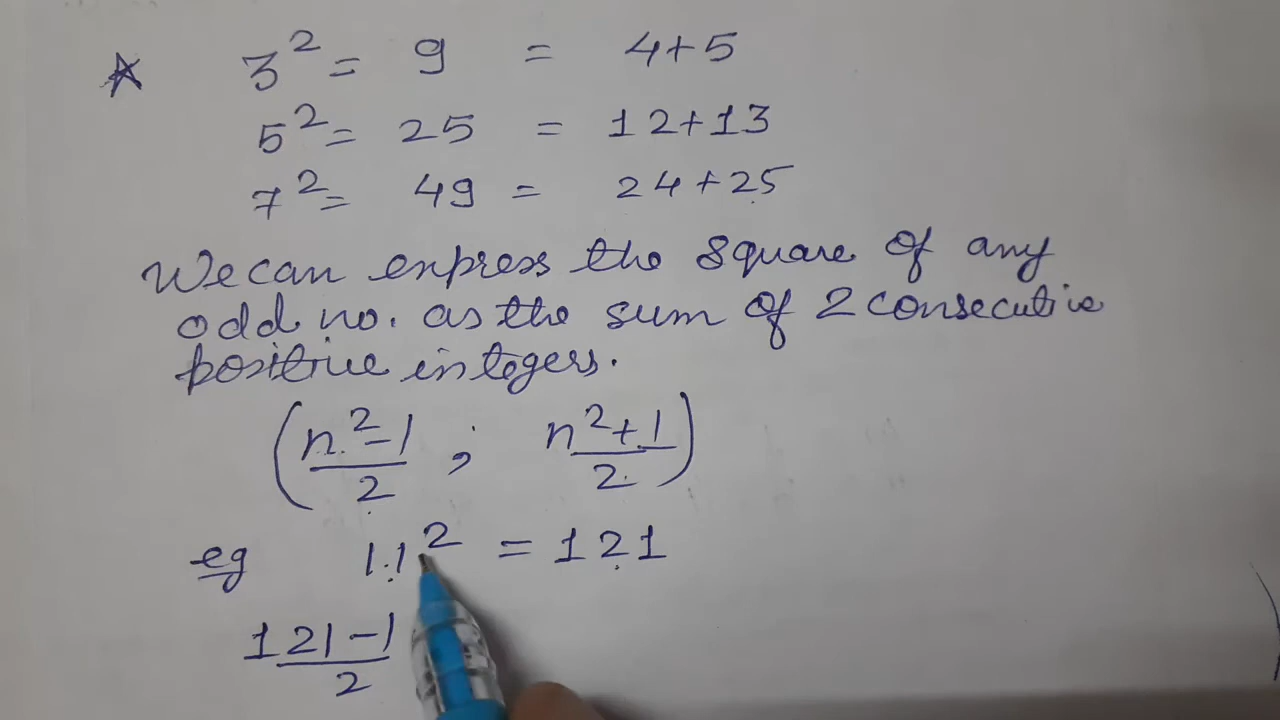 ☆ 3² = 9 = 4+5
5² = 25 = 12+13
7² = 49 = 24+25
We can express the square of any
odd no. as the sum of 2 consecutive
positive integers.
(n²-1/2 ; n²+1/2)
eg 11² = 121
121-1/2